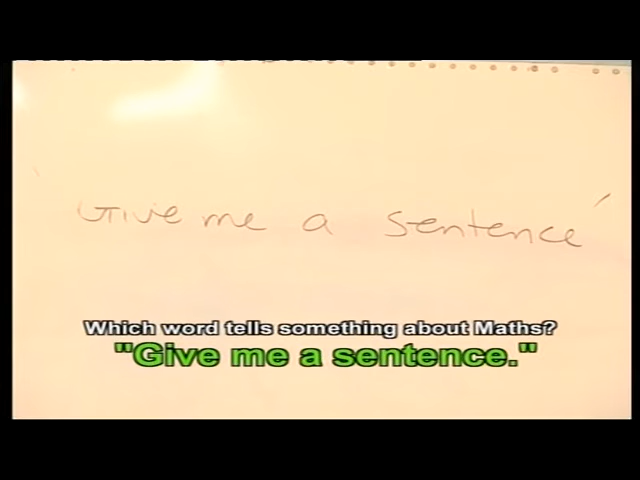 Give me a sentence
Which word tells something about Maths?
"Give me a sentence."